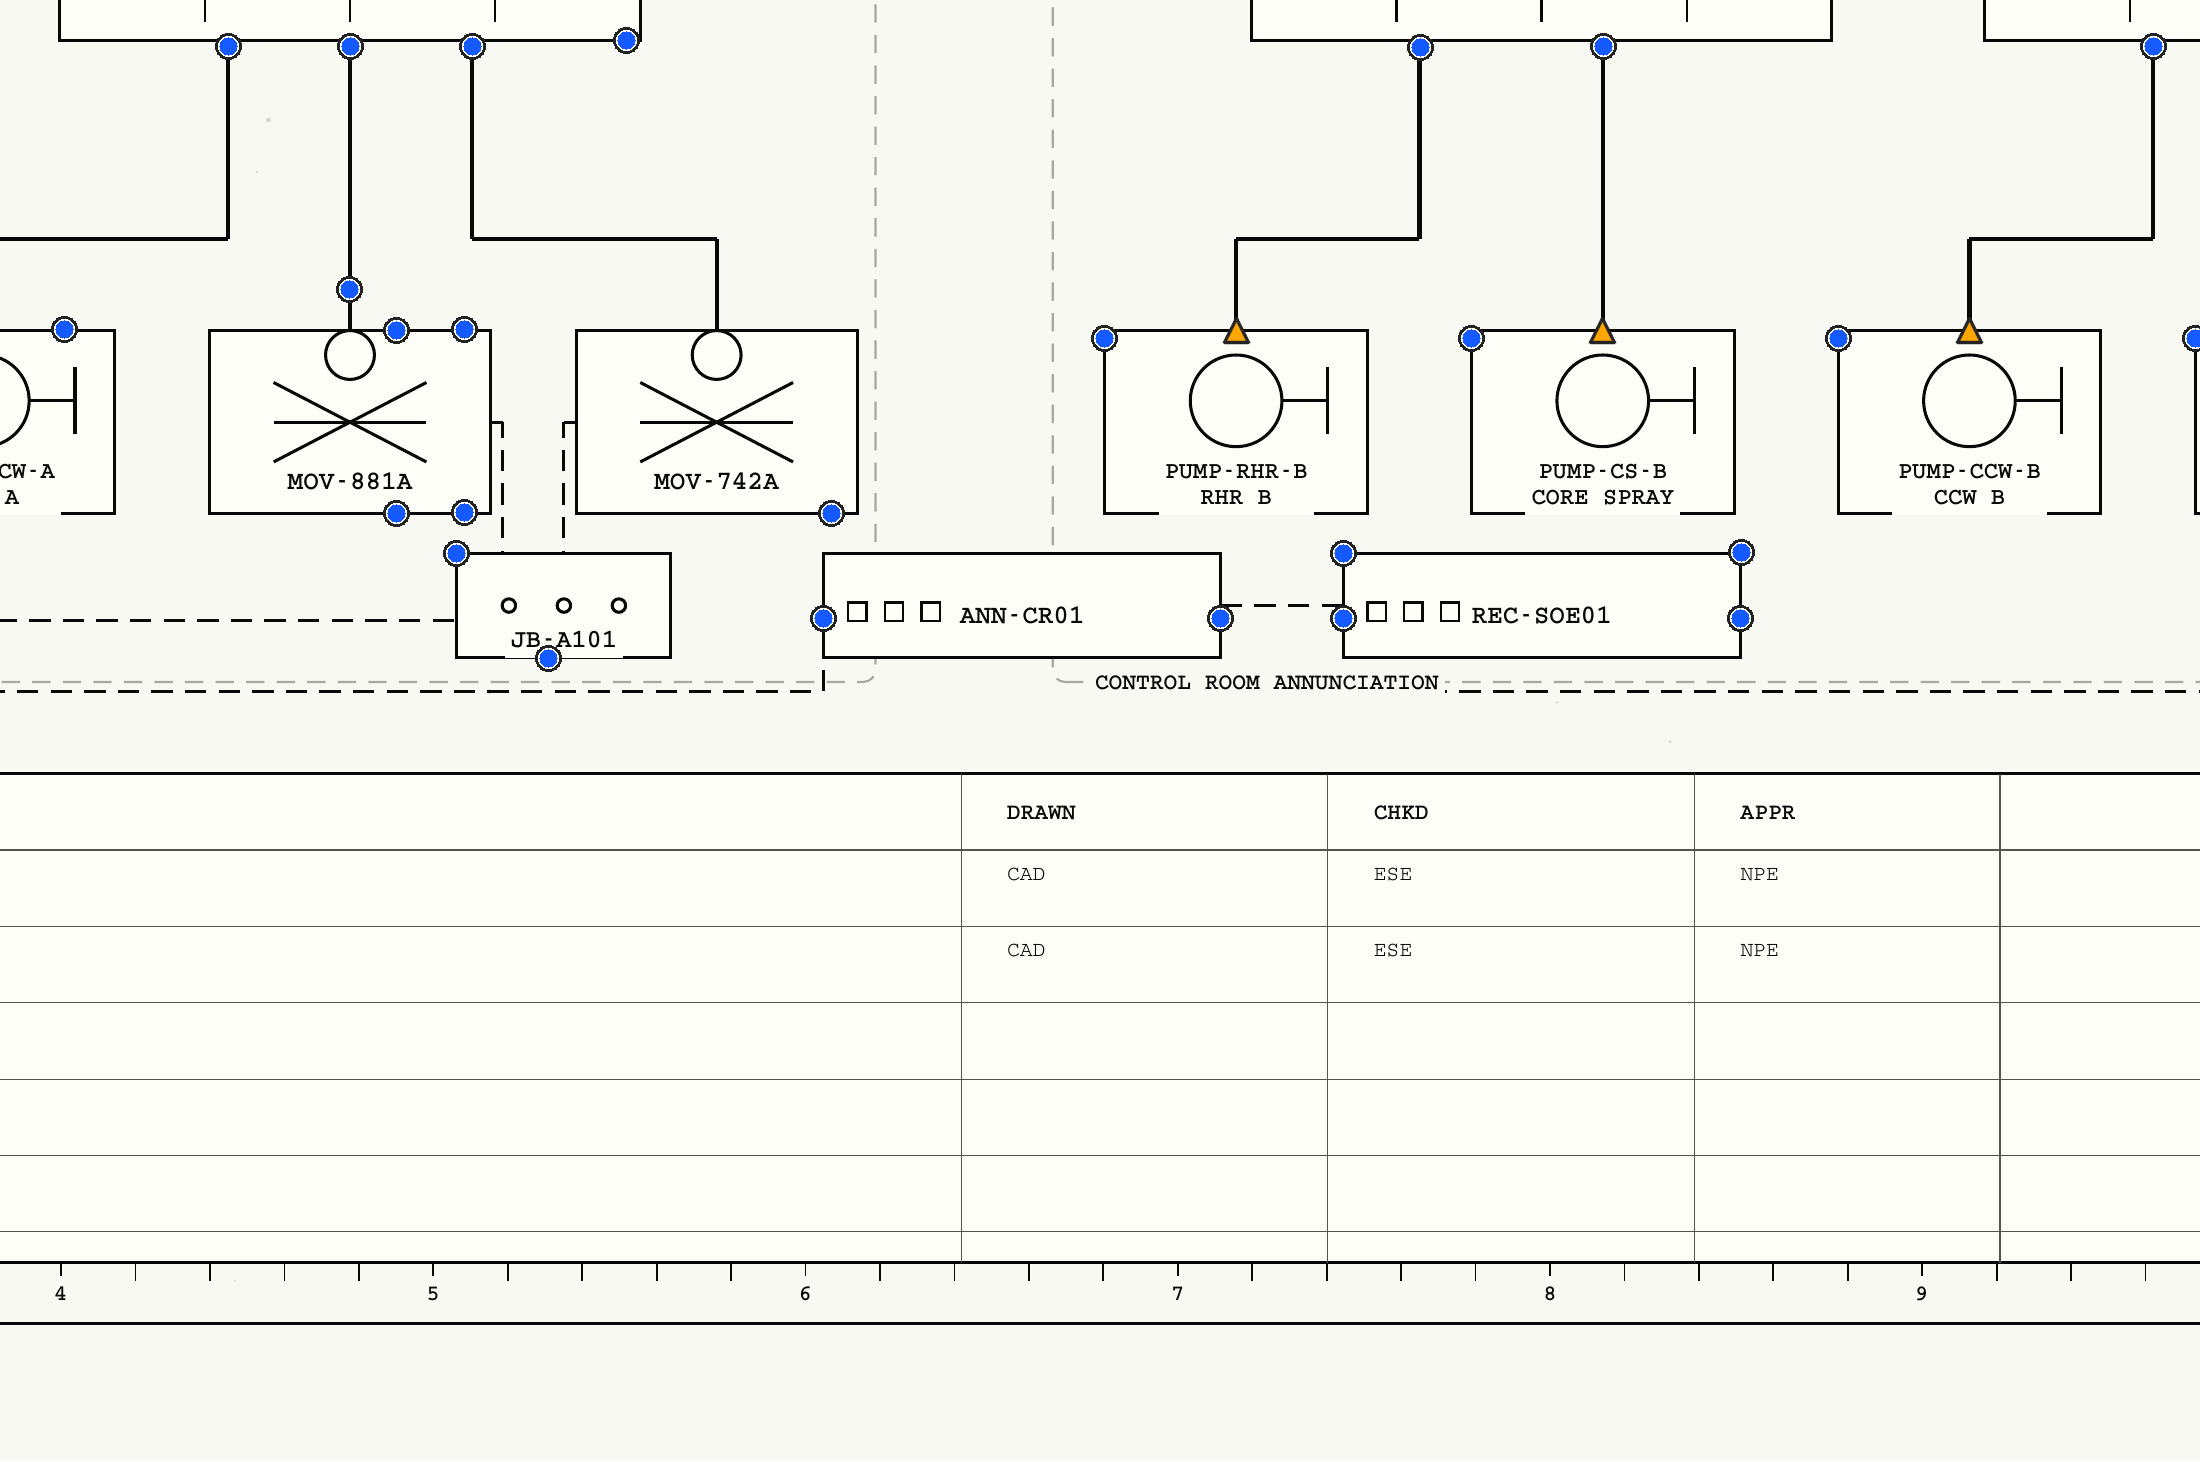 CW-A
A
MOV-881A
MOV-742A
PUMP-RHR-B
RHR B
PUMP-CS-B
CORE SPRAY
PUMP-CCW-B
CCW B
JB-A101
ANN-CR01
REC-SOE01
CONTROL ROOM ANNUNCIATION
DRAWN CHKD APPR
CAD ESE NPE
CAD ESE NPE
4 5 6 7 8 9